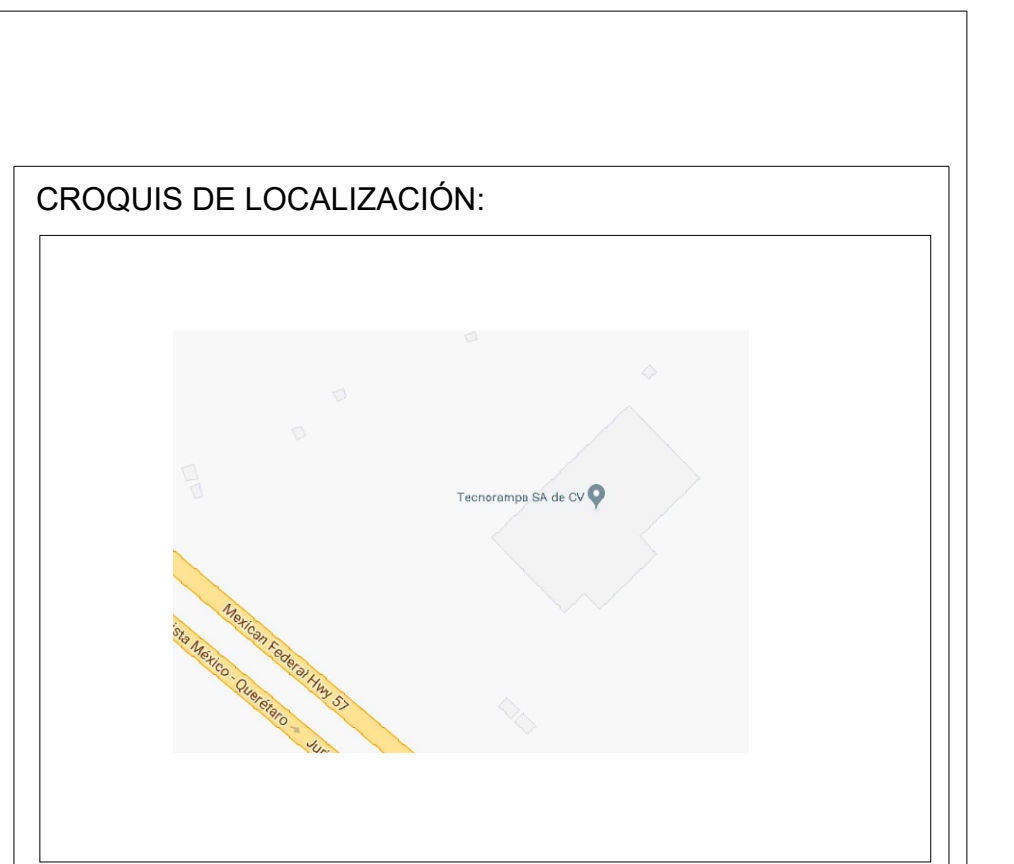 CROQUIS DE LOCALIZACIÓN:
Tecnorampa SA de CV
Mexican Federal Hwy 57
ista México - Querétaro